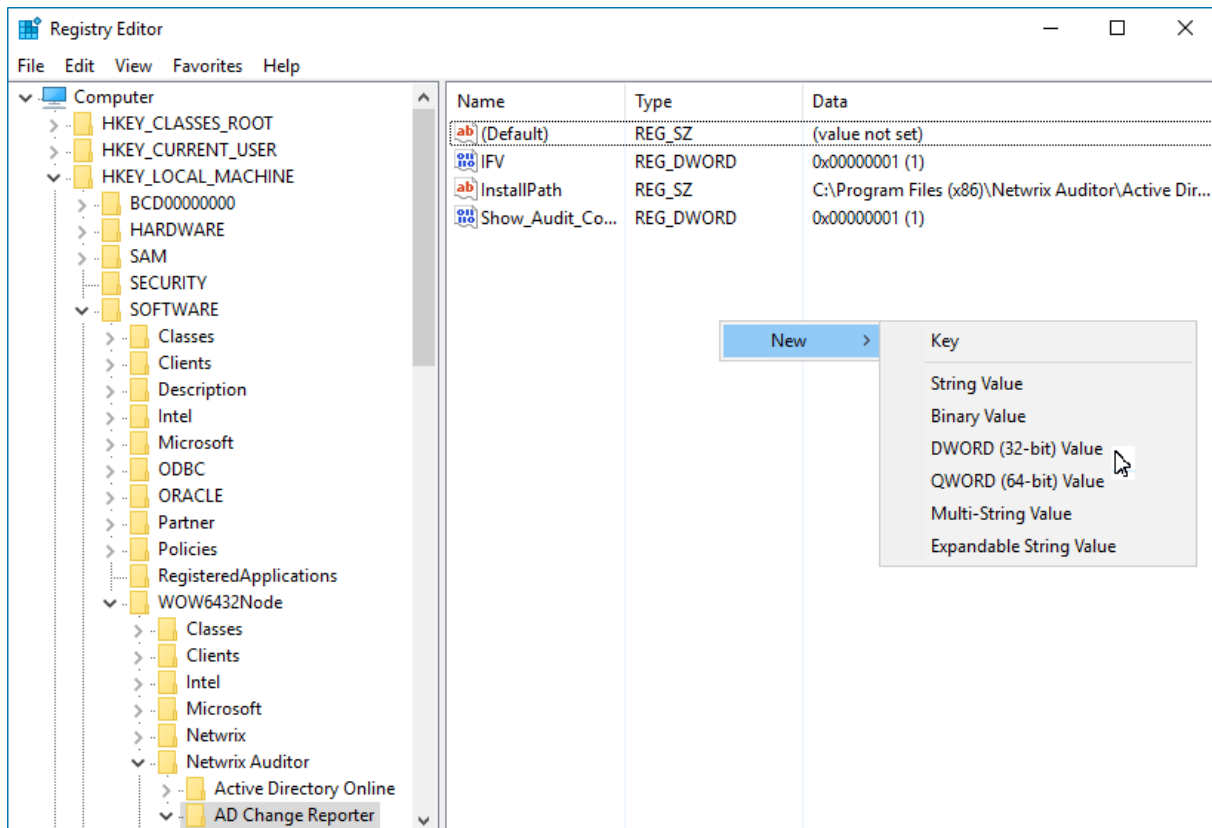 Registry Editor
File Edit View Favorites Help
Computer
HKEY_CLASSES_ROOT
HKEY_CURRENT_USER
HKEY_LOCAL_MACHINE
BCD00000000
HARDWARE
SAM
SECURITY
SOFTWARE
Classes
Clients
Description
Intel
Microsoft
ODBC
ORACLE
Partner
Policies
RegisteredApplications
WOW6432Node
Classes
Clients
Intel
Microsoft
Netwrix
Netwrix Auditor
Active Directory Online
AD Change Reporter
Name Type Data
(Default) REG_SZ (value not set)
IFV REG_DWORD 0x00000001 (1)
InstallPath REG_SZ C:\Program Files (x86)\Netwrix Auditor\Active Dir...
Show_Audit_Co... REG_DWORD 0x00000001 (1)
New
Key
String Value
Binary Value
DWORD (32-bit) Value
QWORD (64-bit) Value
Multi-String Value
Expandable String Value